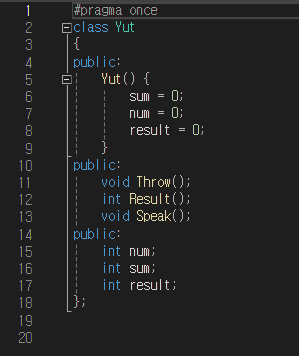 1 #pragma once
2 class Yut
3 {
4 public:
5 Yut() {
6 sum = 0;
7 num = 0;
8 result = 0;
9 }
10 public:
11 void Throw();
12 int Result();
13 void Speak();
14 public:
15 int num;
16 int sum;
17 int result;
18 };
19
20